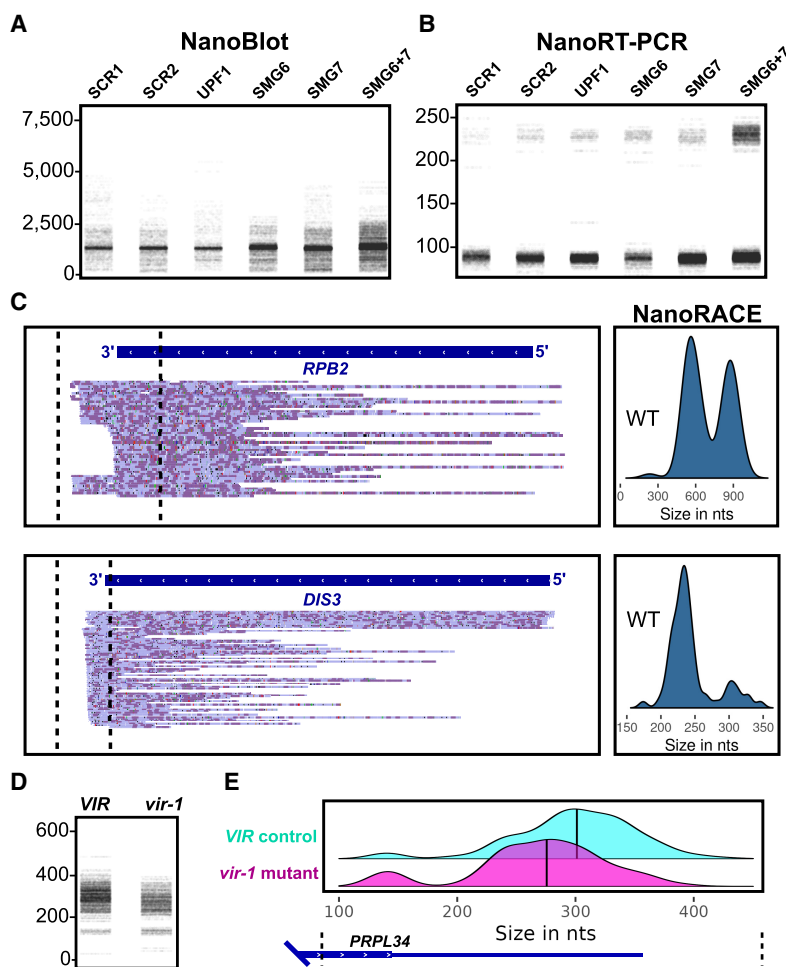 A
NanoBlot
SCR1 SCR2 UPF1 SMG6 SMG7 SMG6+7
7,500
5,000
2,500
0
B
NanoRT-PCR
SCR1 SCR2 UPF1 SMG6 SMG7 SMG6+7
250
200
150
100
C
3' 5'
RPB2
NanoRACE
WT
0 300 600 900
Size in nts
3' 5'
DIS3
WT
150 200 250 300 350
Size in nts
D
VIR vir-1
600
400
200
0
E
VIR control
vir-1 mutant
100 200 300 400
Size in nts
PRPL34